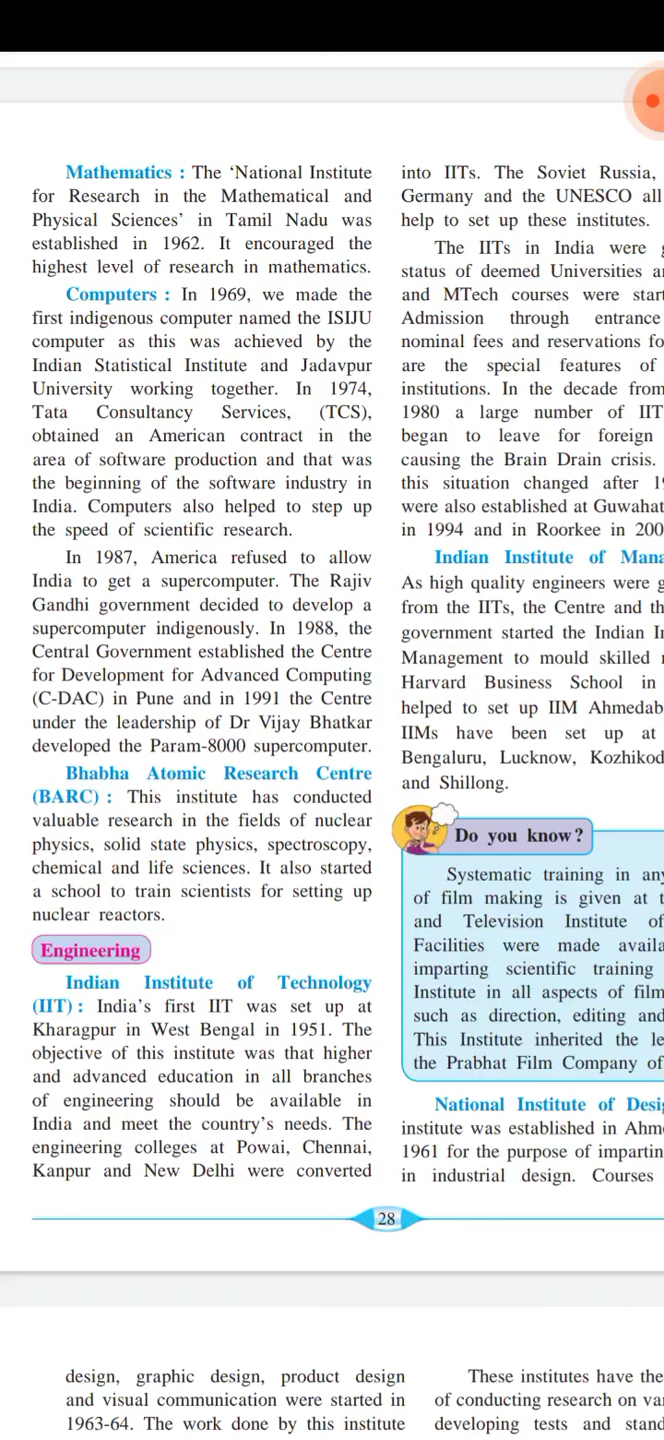 Mathematics : The ‘National Institute
for Research in the Mathematical and
Physical Sciences’ in Tamil Nadu was
established in 1962. It encouraged the
highest level of research in mathematics.
Computers : In 1969, we made the
first indigenous computer named the ISIJU
computer as this was achieved by the
Indian Statistical Institute and Jadavpur
University working together. In 1974,
Tata Consultancy Services, (TCS),
obtained an American contract in the
area of software production and that was
the beginning of the software industry in
India. Computers also helped to step up
the speed of scientific research.
In 1987, America refused to allow
India to get a supercomputer. The Rajiv
Gandhi government decided to develop a
supercomputer indigenously. In 1988, the
Central Government established the Centre
for Development for Advanced Computing
(C-DAC) in Pune and in 1991 the Centre
under the leadership of Dr Vijay Bhatkar
developed the Param-8000 supercomputer.
Bhabha Atomic Research Centre
(BARC) : This institute has conducted
valuable research in the fields of nuclear
physics, solid state physics, spectroscopy,
chemical and life sciences. It also started
a school to train scientists for setting up
nuclear reactors.
Engineering
Indian Institute of Technology
(IIT) : India’s first IIT was set up at
Kharagpur in West Bengal in 1951. The
objective of this institute was that higher
and advanced education in all branches
of engineering should be available in
India and meet the country’s needs. The
engineering colleges at Powai, Chennai,
Kanpur and New Delhi were converted
into IITs. The Soviet Russia,
Germany and the UNESCO all
help to set up these institutes.
The IITs in India were
status of deemed Universities
and MTech courses were
Admission through entrance
nominal fees and reservations
are the special features of
institutions. In the decade from
1980 a large number of IIT
began to leave for foreign
causing the Brain Drain crisis.
this situation changed after
were also established at
in 1994 and in Roorkee in
Indian Institute of
As high quality engineers were
from the IITs, the Centre and
government started the Indian
Management to mould skilled
Harvard Business School in
helped to set up IIM
IIMs have been set up at
Bengaluru, Lucknow,
and Shillong.
Do you know?
Systematic training in
of film making is given at
and Television Institute of
Facilities were made
imparting scientific training
Institute in all aspects of film
such as direction, editing and
This Institute inherited the
the Prabhat Film Company of
National Institute of
institute was established in
1961 for the purpose of
in industrial design. Courses
28
design, graphic design, product design
and visual communication were started in
1963-64. The work done by this institute
These institutes have the
of conducting research on
developing tests and